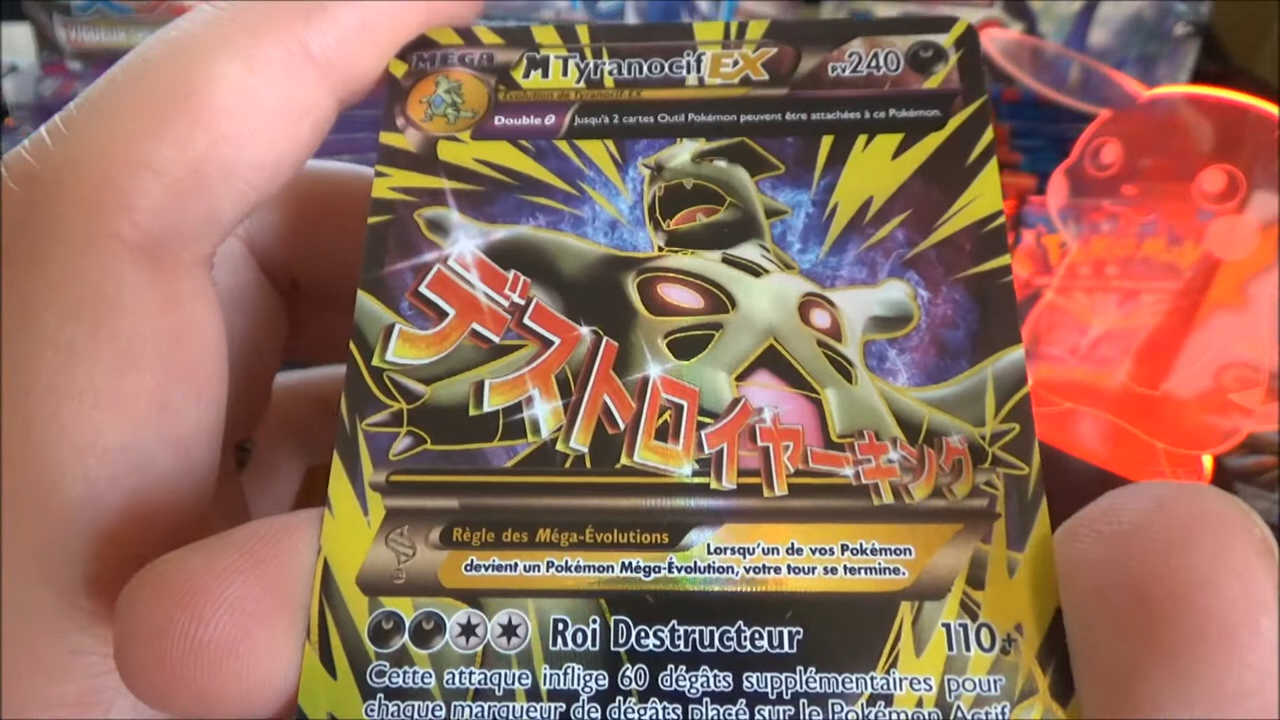 VIGUEUR
MEGA
M Tyranocif EX
PV 240
Évolution de Tyranocif-EX
Double Ω
Jusqu'à 2 cartes Outil Pokémon peuvent être attachées à ce Pokémon.
デストロイヤーキング
Règle des Méga-Évolutions
Lorsqu'un de vos Pokémon
devient un Pokémon Méga-Évolution, votre tour se termine.
Roi Destructeur 110+
Cette attaque inflige 60 dégâts supplémentaires pour
chaque marqueur de dégâts placé sur le Pokémon Actif